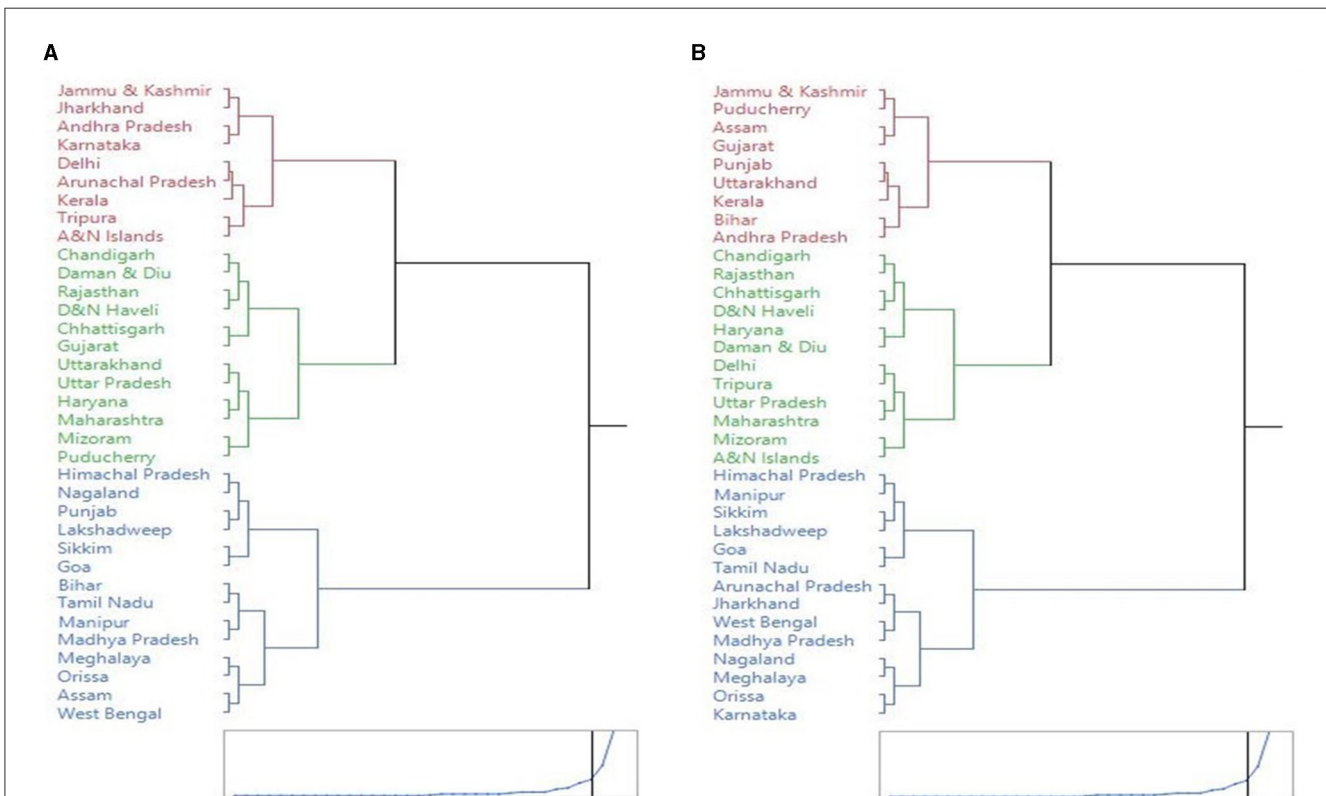 A
Jammu & Kashmir
Jharkhand
Andhra Pradesh
Karnataka
Delhi
Arunachal Pradesh
Kerala
Tripura
A&N Islands
Chandigarh
Daman & Diu
Rajasthan
D&N Haveli
Chhattisgarh
Gujarat
Uttarakhand
Uttar Pradesh
Haryana
Maharashtra
Mizoram
Puducherry
Himachal Pradesh
Nagaland
Punjab
Lakshadweep
Sikkim
Goa
Bihar
Tamil Nadu
Manipur
Madhya Pradesh
Meghalaya
Orissa
Assam
West Bengal
B
Jammu & Kashmir
Puducherry
Assam
Gujarat
Punjab
Uttarakhand
Kerala
Bihar
Andhra Pradesh
Chandigarh
Rajasthan
Chhattisgarh
D&N Haveli
Haryana
Daman & Diu
Delhi
Tripura
Uttar Pradesh
Maharashtra
Mizoram
A&N Islands
Himachal Pradesh
Manipur
Sikkim
Lakshadweep
Goa
Tamil Nadu
Arunachal Pradesh
Jharkhand
West Bengal
Madhya Pradesh
Nagaland
Meghalaya
Orissa
Karnataka